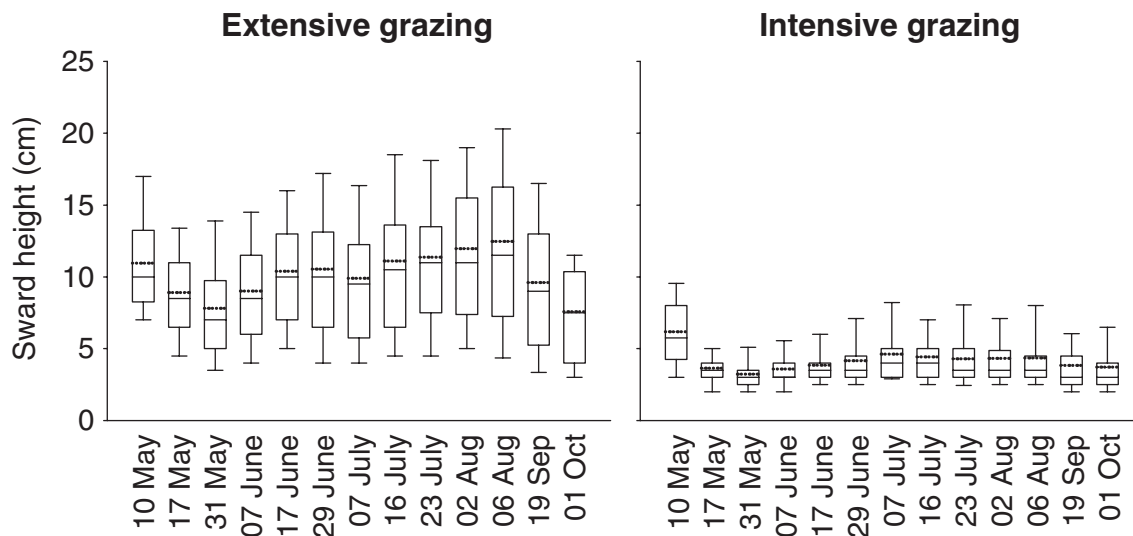 Extensive grazing
Intensive grazing
Sward height (cm)
25
20
15
10
5
0
10 May
17 May
31 May
07 June
17 June
29 June
07 July
16 July
23 July
02 Aug
06 Aug
19 Sep
01 Oct
10 May
17 May
31 May
07 June
17 June
29 June
07 July
16 July
23 July
02 Aug
06 Aug
19 Sep
01 Oct